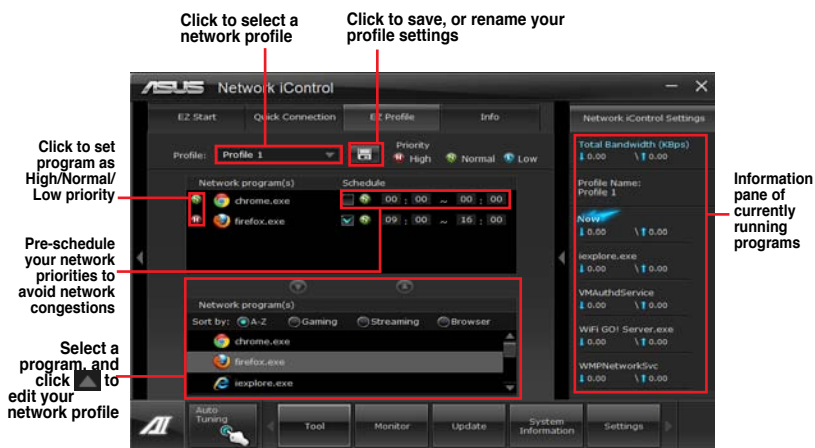 Click to select a
network profile
Click to save, or rename your
profile settings
ASUS Network iControl
EZ Start Quick Connection EZ Profile Info
Network iControl Settings
Profile: Profile 1
Priority
High Normal Low
Click to set
program as
High/Normal/
Low priority
Network program(s) Schedule
chrome.exe 00 : 00 ~ 00 : 00
firefox.exe 09 : 00 ~ 16 : 00
Pre-schedule
your network
priorities to
avoid network
congestions
Network program(s)
Sort by: A-Z Gaming Streaming Browser
chrome.exe
firefox.exe
iexplore.exe
Select a
program, and
click to
edit your
network profile
Total Bandwidth (KBps)
0.00 \ 0.00
Profile Name:
Profile 1
Now
0.00 \ 0.00
iexplore.exe
0.00 \ 0.00
VMAuthdService
0.00 \ 0.00
WiFi GO! Server.exe
0.00 \ 0.00
WMPNetworkSvc
0.00 \ 0.00
Information
pane of
currently
running
programs
AI
Auto
Tuning
Tool Monitor Update System
Information Settings